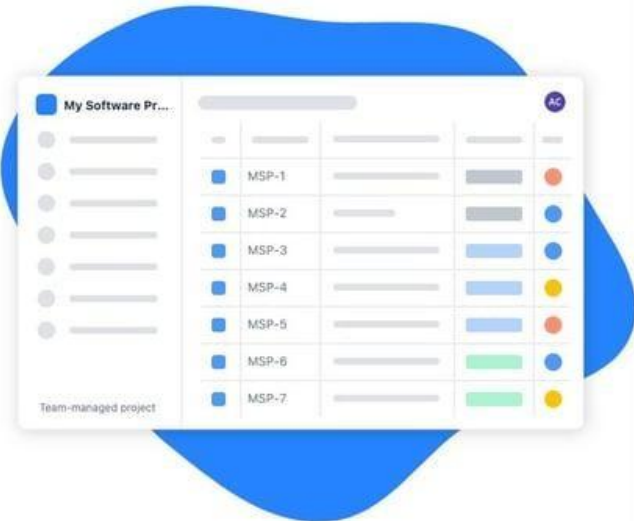 My Software Pr...
AC
MSP-1
MSP-2
MSP-3
MSP-4
MSP-5
MSP-6
MSP-7
Team-managed project